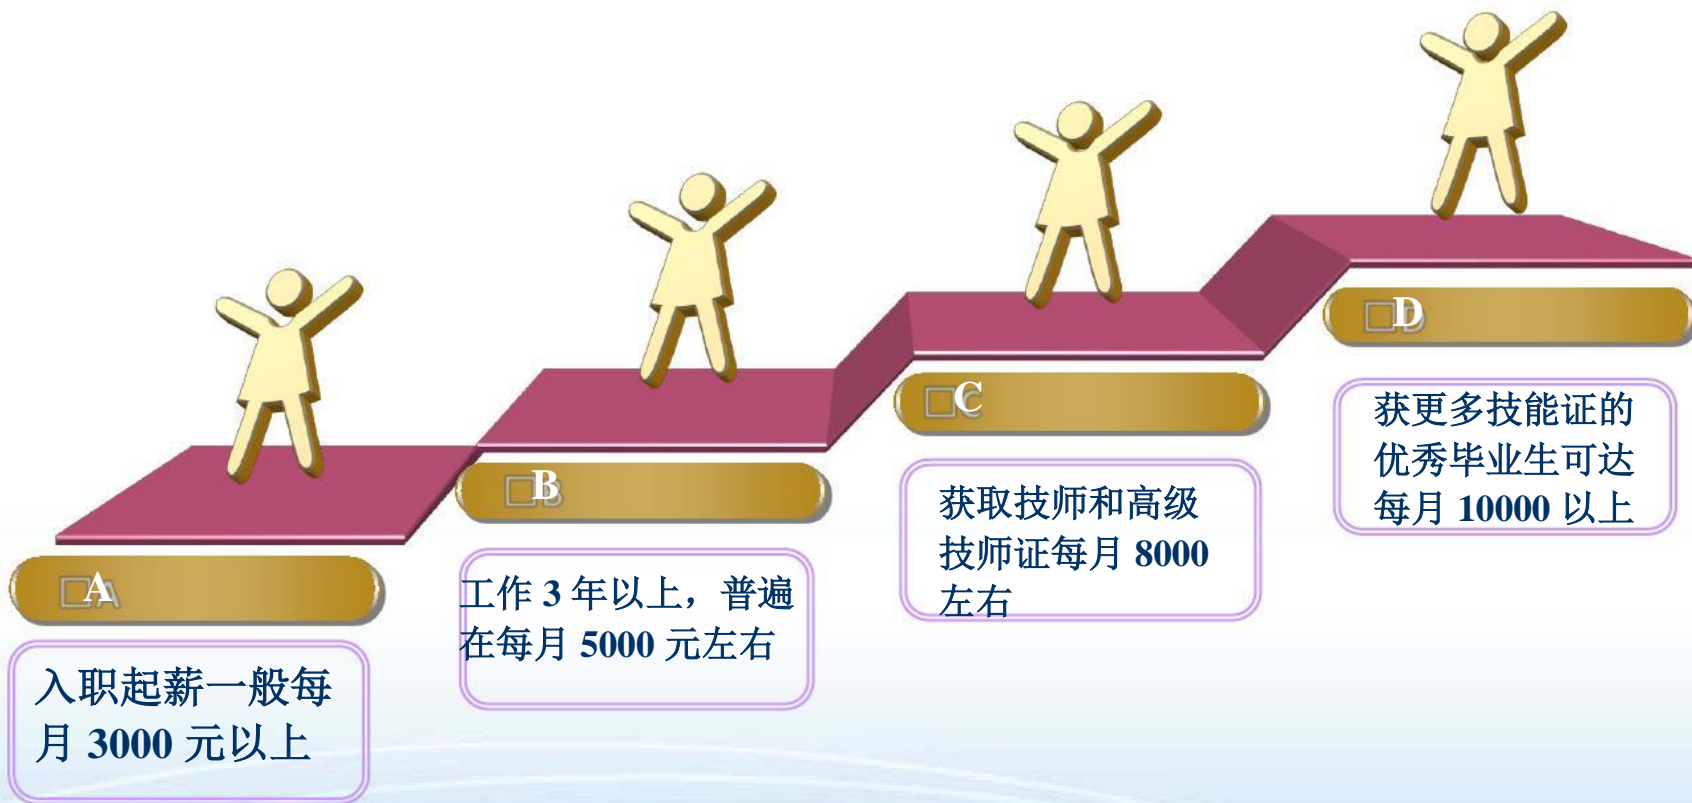 A
入职起薪一般每
月 3000 元以上
B
工作 3 年以上，普遍
在每月 5000 元左右
C
获取技师和高级
技师证每月 8000
左右
D
获更多技能证的
优秀毕业生可达
每月 10000 以上